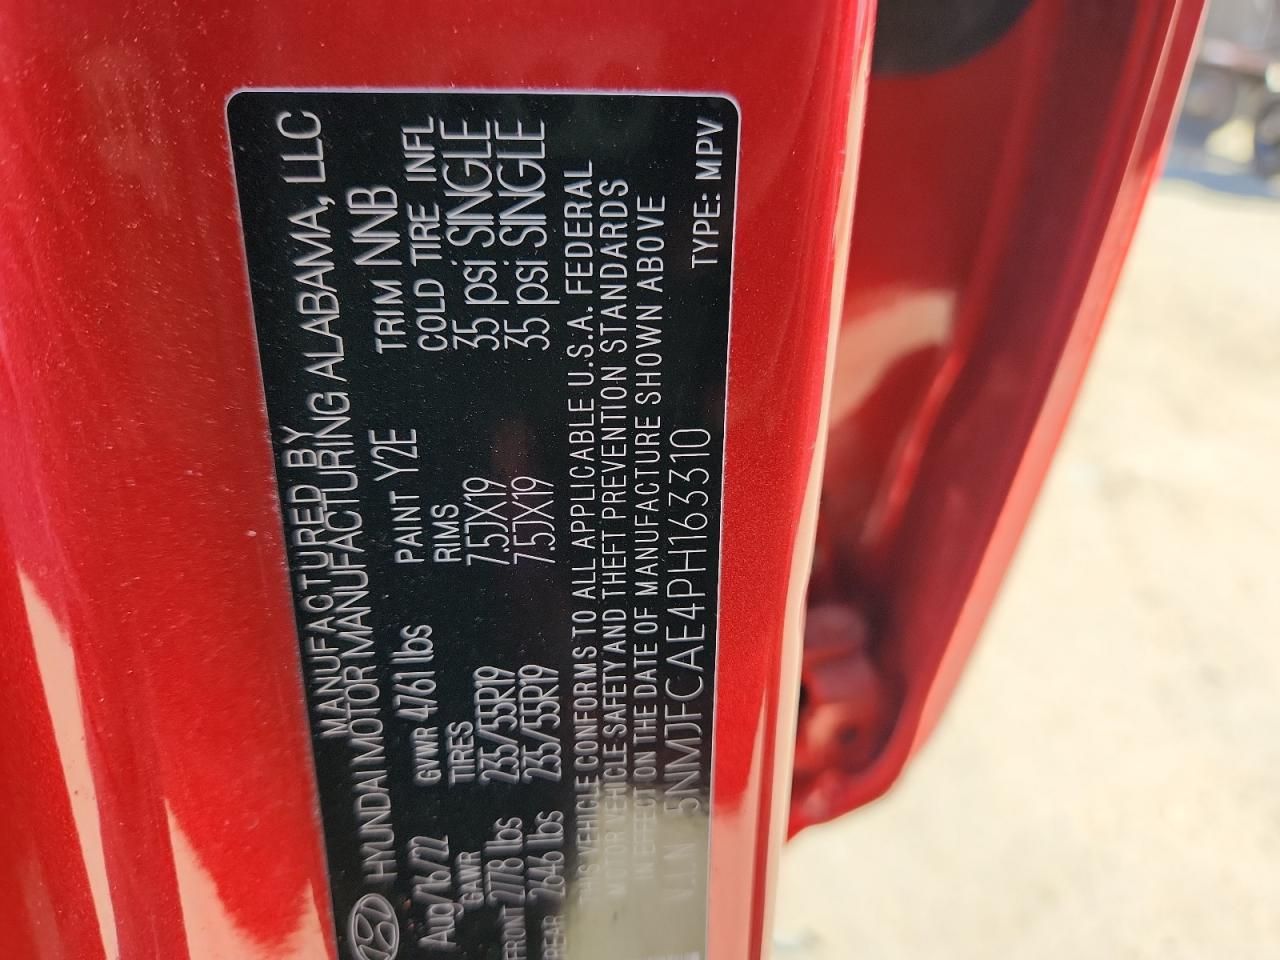 MANUFACTURED BY
HYUNDAI MOTOR MANUFACTURING ALABAMA, LLC
Aug/16/22 GVWR 4761 lbs PAINT Y2E TRIM NNB
GAWR TIRES RIMS COLD TIRE INFL
FRONT 2778 lbs 235/55R19 7.5JX19 35 psi SINGLE
REAR 2646 lbs 235/55R19 7.5JX19 35 psi SINGLE
THIS VEHICLE CONFORMS TO ALL APPLICABLE U.S.A. FEDERAL
MOTOR VEHICLE SAFETY AND THEFT PREVENTION STANDARDS
IN EFFECT ON THE DATE OF MANUFACTURE SHOWN ABOVE
V.I.N 5NMJFCAE4PH163310 TYPE: MPV